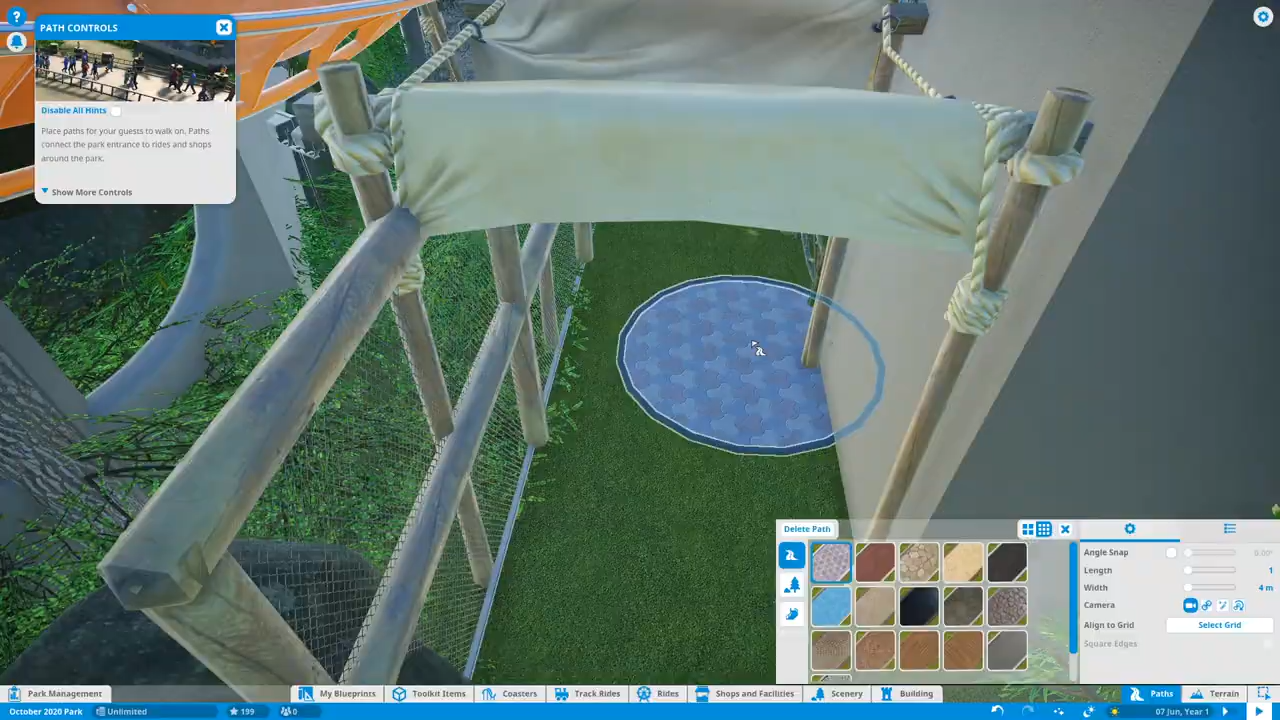 PATH CONTROLS
Disable All Hints
Place paths for your guests to walk on. Paths
connect the park entrance to rides and shops
around the park.
Show More Controls
Delete Path
Angle Snap 0.00°
Length 1
Width 4 m
Camera
Align to Grid Select Grid
Square Edges
Park Management My Blueprints Toolkit Items Coasters Track Rides Rides Shops and Facilities Scenery Building Paths Terrain
October 2020 Park Unlimited 199 0 07 Jun, Year 1